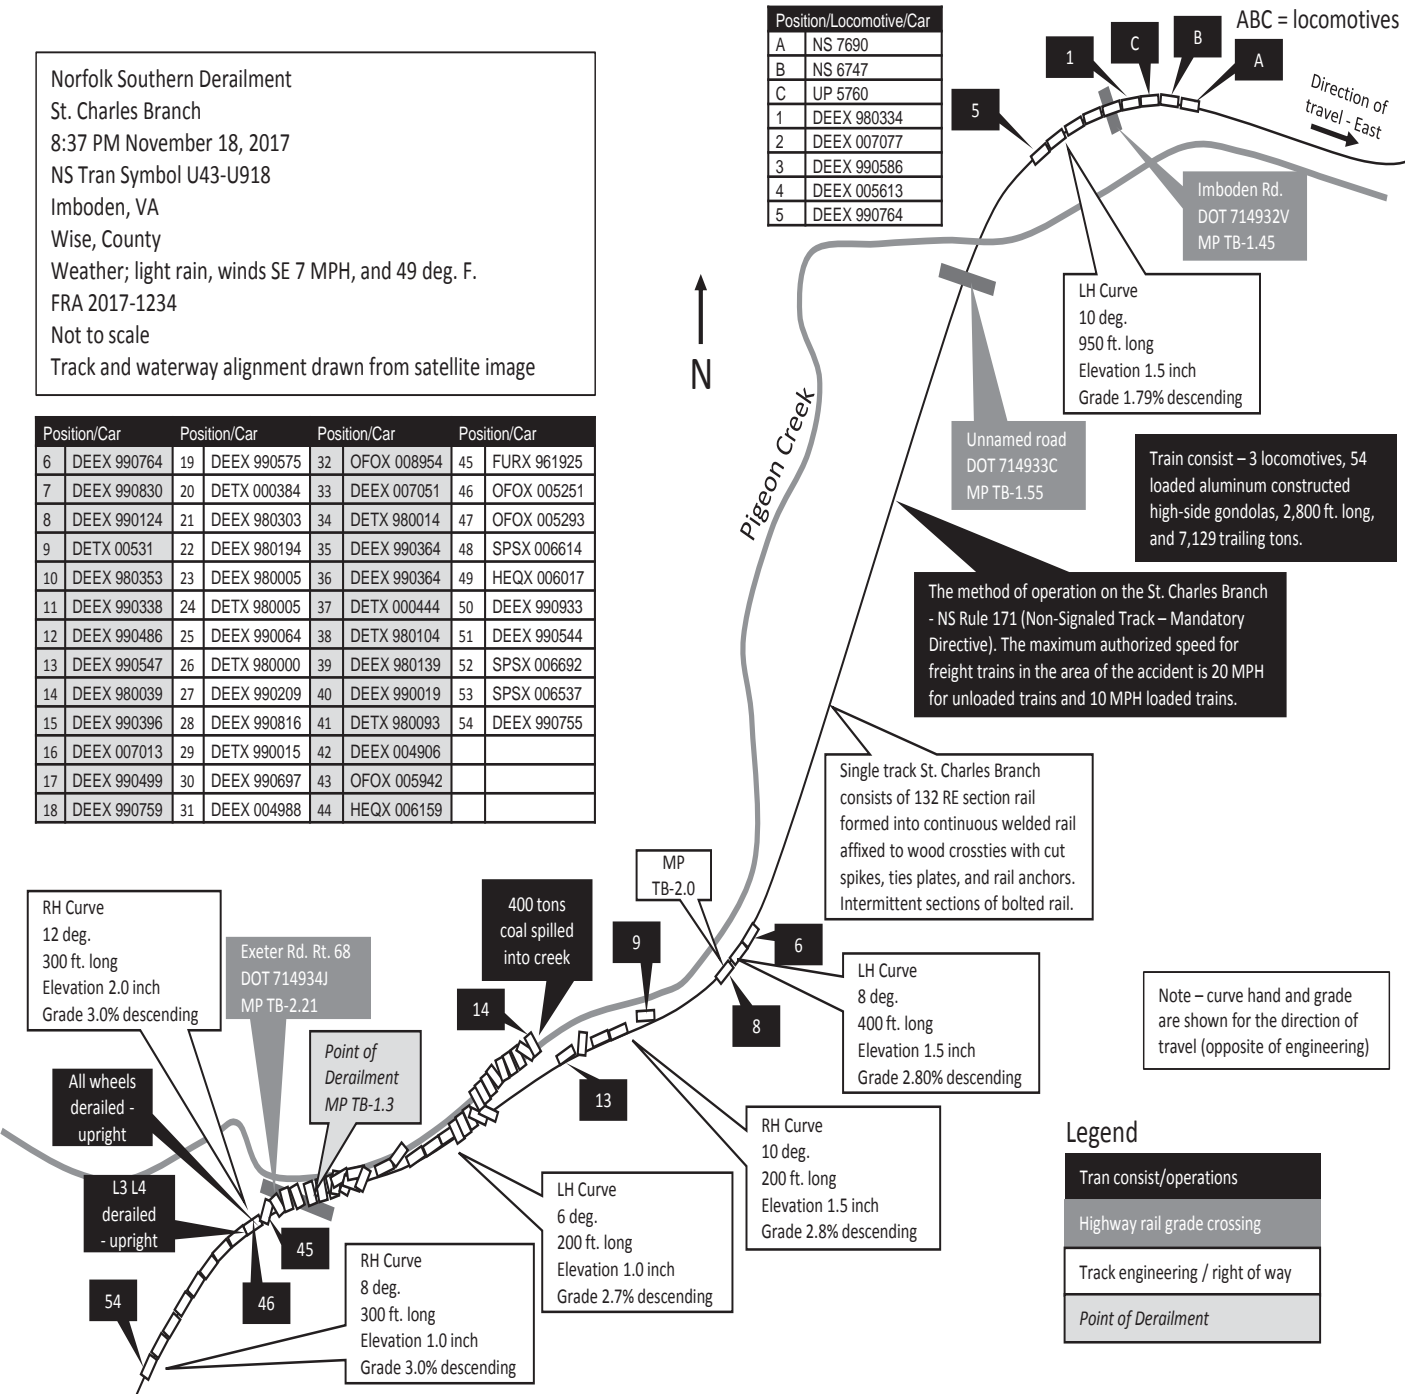 Norfolk Southern Derailment
St. Charles Branch
8:37 PM November 18, 2017
NS Tran Symbol U43-U918
Imboden, VA
Wise, County
Weather; light rain, winds SE 7 MPH, and 49 deg. F.
FRA 2017-1234
Not to scale
Track and waterway alignment drawn from satellite image
Position/Locomotive/Car
A NS 7690
B NS 6747
C UP 5760
1 DEEX 980334
2 DEEX 007077
3 DEEX 990586
4 DEEX 005613
5 DEEX 990764
ABC = locomotives
1
C
B
A
5
Direction of
travel - East
Imboden Rd.
DOT 714932V
MP TB-1.45
LH Curve
10 deg.
950 ft. long
Elevation 1.5 inch
Grade 1.79% descending
N
Pigeon Creek
Unnamed road
DOT 714933C
MP TB-1.55
Train consist – 3 locomotives, 54
loaded aluminum constructed
high-side gondolas, 2,800 ft. long,
and 7,129 trailing tons.
The method of operation on the St. Charles Branch
- NS Rule 171 (Non-Signaled Track – Mandatory
Directive). The maximum authorized speed for
freight trains in the area of the accident is 20 MPH
for unloaded trains and 10 MPH loaded trains.
Position/Car Position/Car Position/Car Position/Car
6 DEEX 990764 19 DEEX 990575 32 OFOX 008954 45 FURX 961925
7 DEEX 990830 20 DETX 000384 33 DEEX 007051 46 OFOX 005251
8 DEEX 990124 21 DEEX 980303 34 DETX 980014 47 OFOX 005293
9 DETX 00531 22 DEEX 980194 35 DEEX 990364 48 SPSX 006614
10 DEEX 980353 23 DEEX 980005 36 DEEX 990364 49 HEQX 006017
11 DEEX 990338 24 DETX 980005 37 DETX 000444 50 DEEX 990933
12 DEEX 990486 25 DEEX 990064 38 DETX 980104 51 DEEX 990544
13 DEEX 990547 26 DETX 980000 39 DEEX 980139 52 SPSX 006692
14 DEEX 980039 27 DEEX 990209 40 DEEX 990019 53 SPSX 006537
15 DEEX 990396 28 DEEX 990816 41 DETX 980093 54 DEEX 990755
16 DEEX 007013 29 DETX 990015 42 DEEX 004906
17 DEEX 990499 30 DEEX 990697 43 OFOX 005942
18 DEEX 990759 31 DEEX 004988 44 HEQX 006159
Single track St. Charles Branch
consists of 132 RE section rail
formed into continuous welded rail
affixed to wood crossties with cut
spikes, ties plates, and rail anchors.
Intermittent sections of bolted rail.
MP
TB-2.0
RH Curve
12 deg.
300 ft. long
Elevation 2.0 inch
Grade 3.0% descending
Exeter Rd. Rt. 68
DOT 714934J
MP TB-2.21
400 tons
coal spilled
into creek
9
6
8
14
13
LH Curve
8 deg.
400 ft. long
Elevation 1.5 inch
Grade 2.80% descending
Note – curve hand and grade
are shown for the direction of
travel (opposite of engineering)
Point of
Derailment
MP TB-1.3
All wheels
derailed -
upright
L3 L4
derailed
- upright
RH Curve
10 deg.
200 ft. long
Elevation 1.5 inch
Grade 2.8% descending
LH Curve
6 deg.
200 ft. long
Elevation 1.0 inch
Grade 2.7% descending
45
46
54
RH Curve
8 deg.
300 ft. long
Elevation 1.0 inch
Grade 3.0% descending
Legend
Tran consist/operations
Highway rail grade crossing
Track engineering / right of way
Point of Derailment